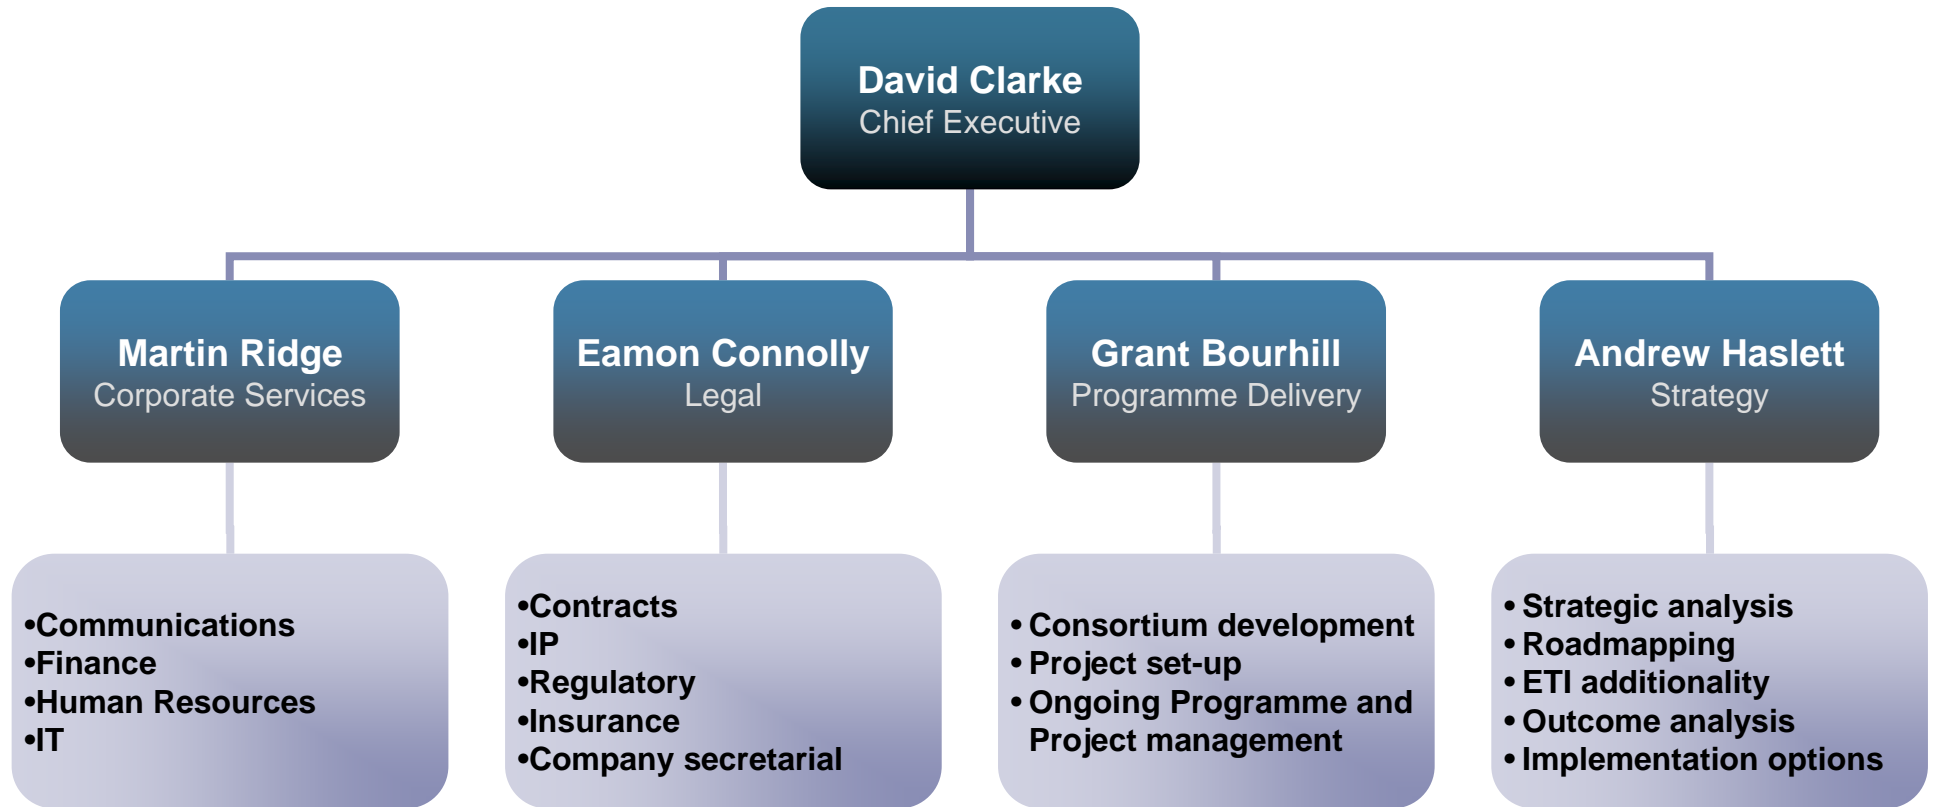 David Clarke
Chief Executive
Martin Ridge
Corporate Services
Eamon Connolly
Legal
Grant Bourhill
Programme Delivery
Andrew Haslett
Strategy
•Communications
•Finance
•Human Resources
•IT
•Contracts
•IP
•Regulatory
•Insurance
•Company secretarial
• Consortium development
• Project set-up
• Ongoing Programme and
Project management
• Strategic analysis
• Roadmapping
• ETI additionality
• Outcome analysis
• Implementation options